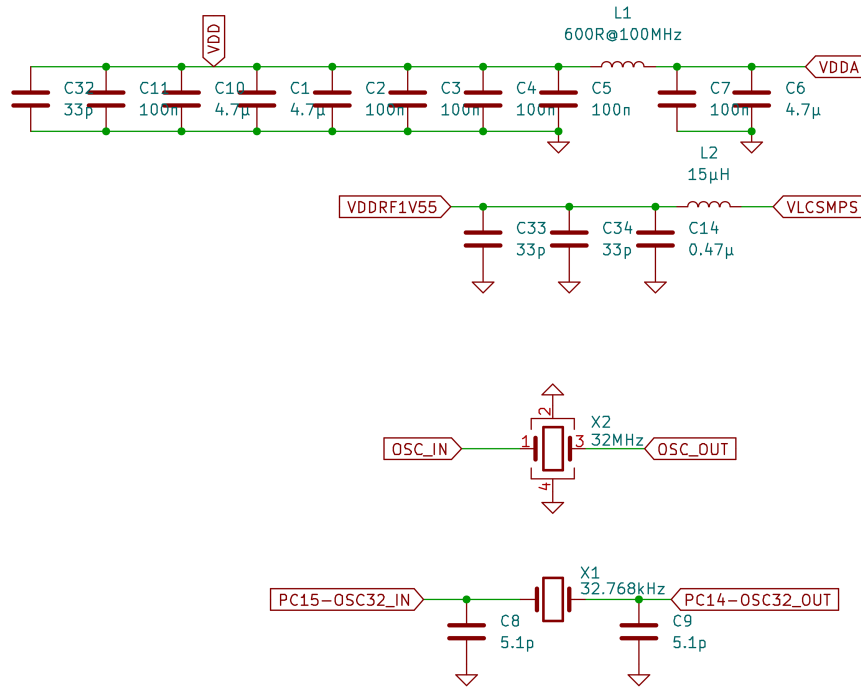 L1
600R@100MHz
VDD
VDDA
C32
33p
C11
100n
C10
4.7µ
C1
4.7µ
C2
100n
C3
100n
C4
100n
C5
100n
C7
100n
C6
4.7µ
L2
15µH
VDDRF1V55
VLCSMPS
C33
33p
C34
33p
C14
0.47µ
2
X2
OSC_IN
1
3
32MHz
OSC_OUT
4
X1
32.768kHz
PC15-OSC32_IN
PC14-OSC32_OUT
C8
5.1p
C9
5.1p